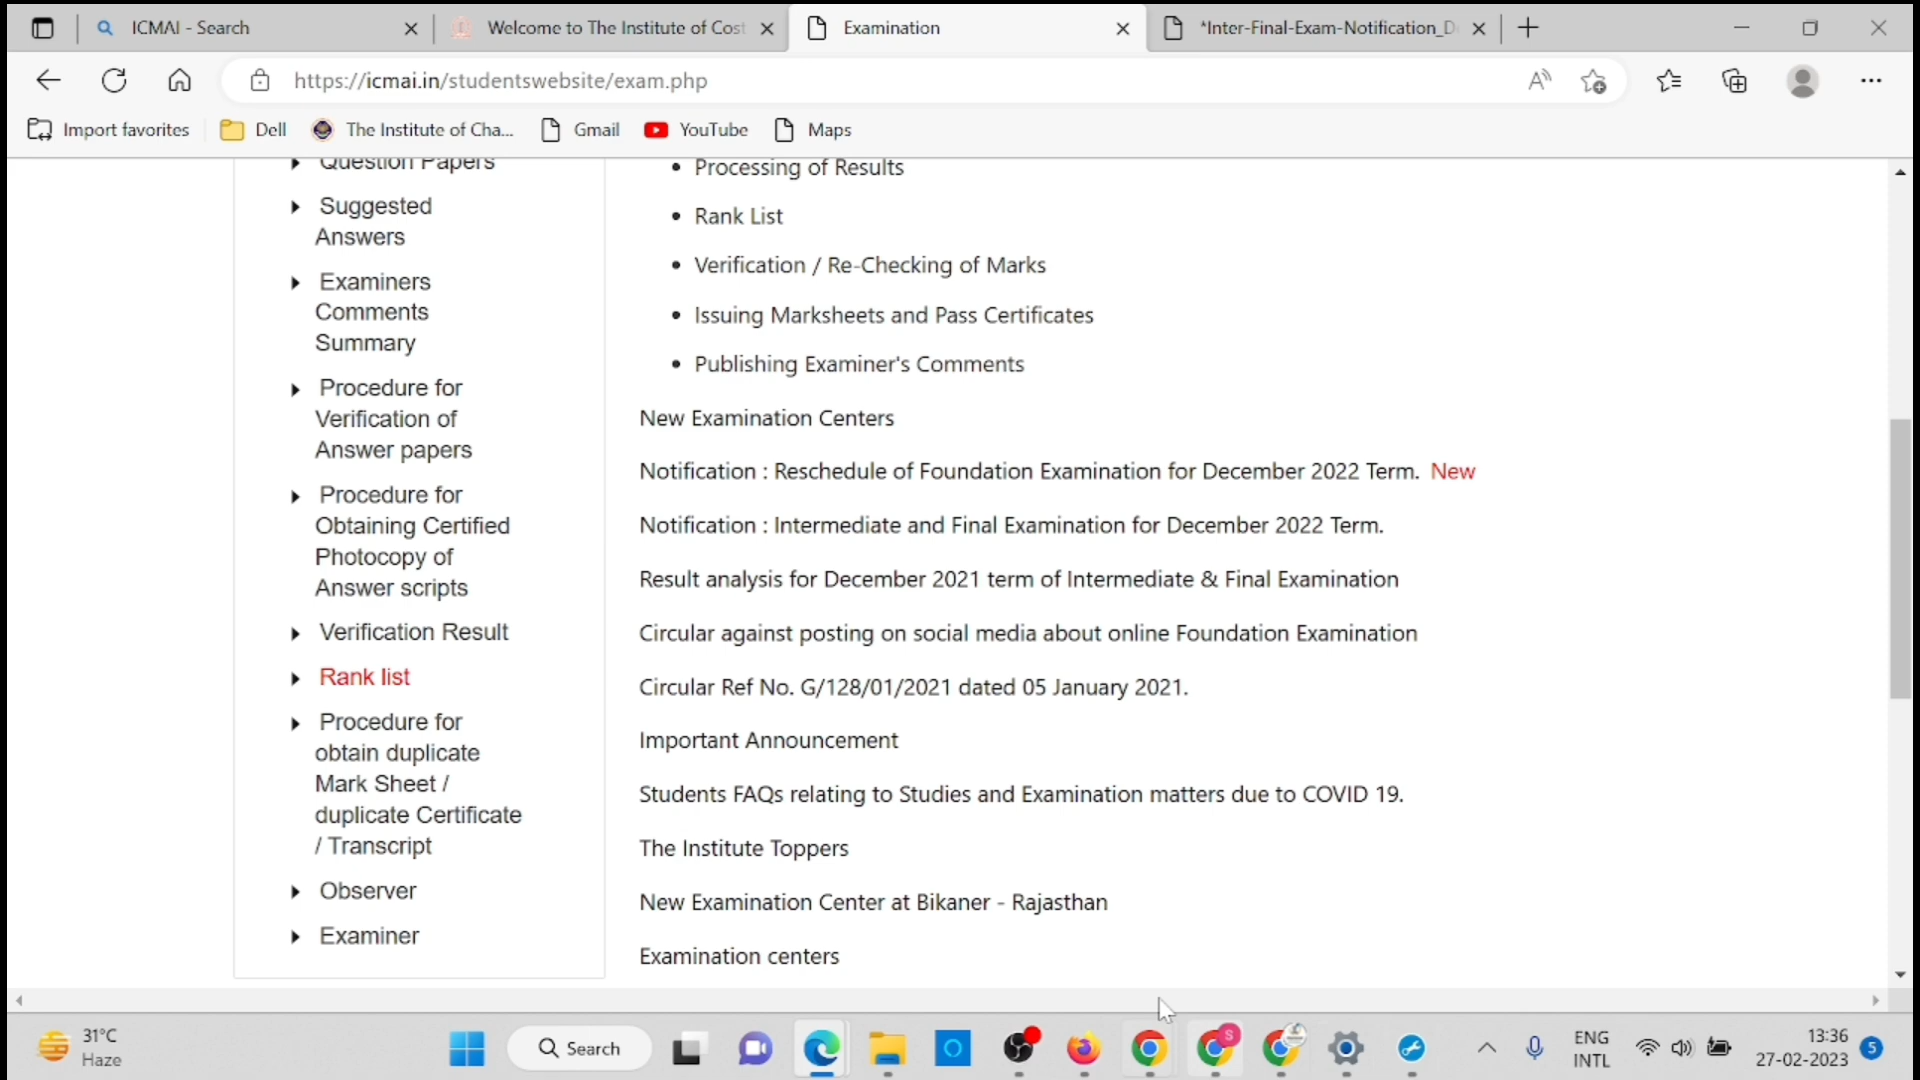 ICMAI - Search
Welcome to The Institute of Cost
Examination
*Inter-Final-Exam-Notification_D
https://icmai.in/studentswebsite/exam.php
Import favorites
Dell
The Institute of Cha...
Gmail
YouTube
Maps
Question Papers
Suggested
Answers
Examiners
Comments
Summary
Procedure for
Verification of
Answer papers
Procedure for
Obtaining Certified
Photocopy of
Answer scripts
Verification Result
Rank list
Procedure for
obtain duplicate
Mark Sheet /
duplicate Certificate
/ Transcript
Observer
Examiner
• Processing of Results
• Rank List
• Verification / Re-Checking of Marks
• Issuing Marksheets and Pass Certificates
• Publishing Examiner's Comments
New Examination Centers
Notification : Reschedule of Foundation Examination for December 2022 Term. New
Notification : Intermediate and Final Examination for December 2022 Term.
Result analysis for December 2021 term of Intermediate & Final Examination
Circular against posting on social media about online Foundation Examination
Circular Ref No. G/128/01/2021 dated 05 January 2021.
Important Announcement
Students FAQs relating to Studies and Examination matters due to COVID 19.
The Institute Toppers
New Examination Center at Bikaner - Rajasthan
Examination centers
31°C
Haze
Search
S
ENG
INTL
13:36
27-02-2023
5